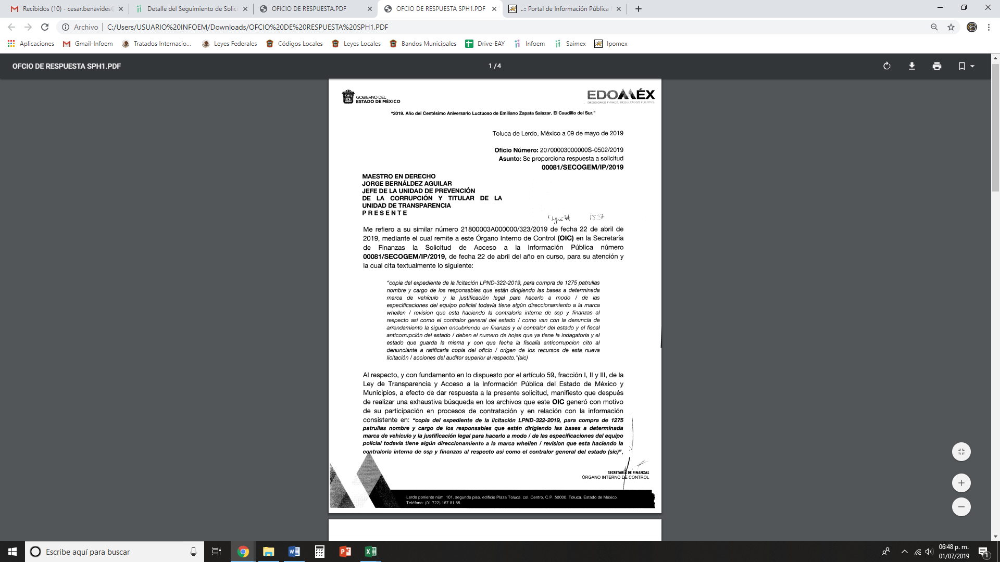 Recibidos (10) - cesar.benavides@
Detalle del Seguimiento de Solici
OFICIO DE RESPUESTA.PDF
OFCIO DE RESPUESTA SPH1.PDF
..:: Portal de Información Pública
Archivo
C:/Users/USUARIO%20INFOEM/Downloads/OFCIO%20DE%20RESPUESTA%20SPH1.PDF
Aplicaciones
Gmail-Infoem
Tratados Internacio...
Leyes Federales
Códigos Locales
Leyes Locales
Bandos Municipales
Drive-EAY
Infoem
Saimex
Ipomex
OFCIO DE RESPUESTA SPH1.PDF
1 / 4
GOBIERNO DEL
ESTADO DE MÉXICO
EDOMÉX
DECISIONES FIRMES, RESULTADOS FUERTES.
"2019. Año del Centésimo Aniversario Luctuoso de Emiliano Zapata Salazar. El Caudillo del Sur."
Toluca de Lerdo, México a 09 de mayo de 2019
Oficio Número: 20700003000000S-0502/2019
Asunto: Se proporciona respuesta a solicitud
00081/SECOGEM/IP/2019
MAESTRO EN DERECHO
JORGE BERNÁLDEZ AGUILAR
JEFE DE LA UNIDAD DE PREVENCIÓN
DE LA CORRUPCIÓN Y TITULAR DE LA
UNIDAD DE TRANSPARENCIA
P R E S E N T E
13:37
Me refiero a su similar número 21800003A000000/323/2019 de fecha 22 de abril de
2019, mediante el cual remite a este Órgano Interno de Control (OIC) en la Secretaría
de Finanzas la Solicitud de Acceso a la Información Pública número
00081/SECOGEM/IP/2019, de fecha 22 de abril del año en curso, para su atención y
la cual cita textualmente lo siguiente:
"copia del expediente de la licitación LPND-322-2019, para compra de 1275 patrullas
nombre y cargo de los responsables que están dirigiendo las bases a determinada
marca de vehículo y la justificación legal para hacerlo a modo / de las
especificaciones del equipo policial todavía tiene algún direccionamiento a la marca
whellen / revision que esta haciendo la contraloria interna de ssp y finanzas al
respecto asi como el contralor general del estado / como van con la denuncia de
arrendamiento la siguen encubriendo en finanzas y el contralor del estado y el fiscal
anticorrupción del estado / deben el numero de hojas que ya tiene la indagatoria y el
estado que guarda la misma y con que fecha la fiscalía anticorrupcion cito al
denunciante a ratificarla copia del oficio / origen de los recursos de esta nueva
licitación / acciones del auditor superior al respecto."(sic)
Al respecto, y con fundamento en lo dispuesto por el artículo 59, fracción I, II y III, de la
Ley de Transparencia y Acceso a la Información Pública del Estado de México y
Municipios, a efecto de dar respuesta a la presente solicitud, manifiesto que después
de realizar una exhaustiva búsqueda en los archivos que este OIC generó con motivo
de su participación en procesos de contratación y en relación con la información
consistente en: "copia del expediente de la licitación LPND-322-2019, para compra de 1275
patrullas nombre y cargo de los responsables que están dirigiendo las bases a determinada
marca de vehículo y la justificación legal para hacerlo a modo / de las especificaciones del equipo
policial todavía tiene algún direccionamiento a la marca whellen / revision que esta haciendo la
contraloria interna de ssp y finanzas al respecto asi como el contralor general del estado (sic)",
SECRETARÍA DE FINANZAS
ÓRGANO INTERNO DE CONTROL
Lerdo poniente núm. 101, segundo piso, edificio Plaza Toluca, col. Centro, C.P. 50000, Toluca, Estado de México.
Teléfono: (01 722) 167 81 85.
Escribe aquí para buscar
06:48 p. m.
01/07/2019
1